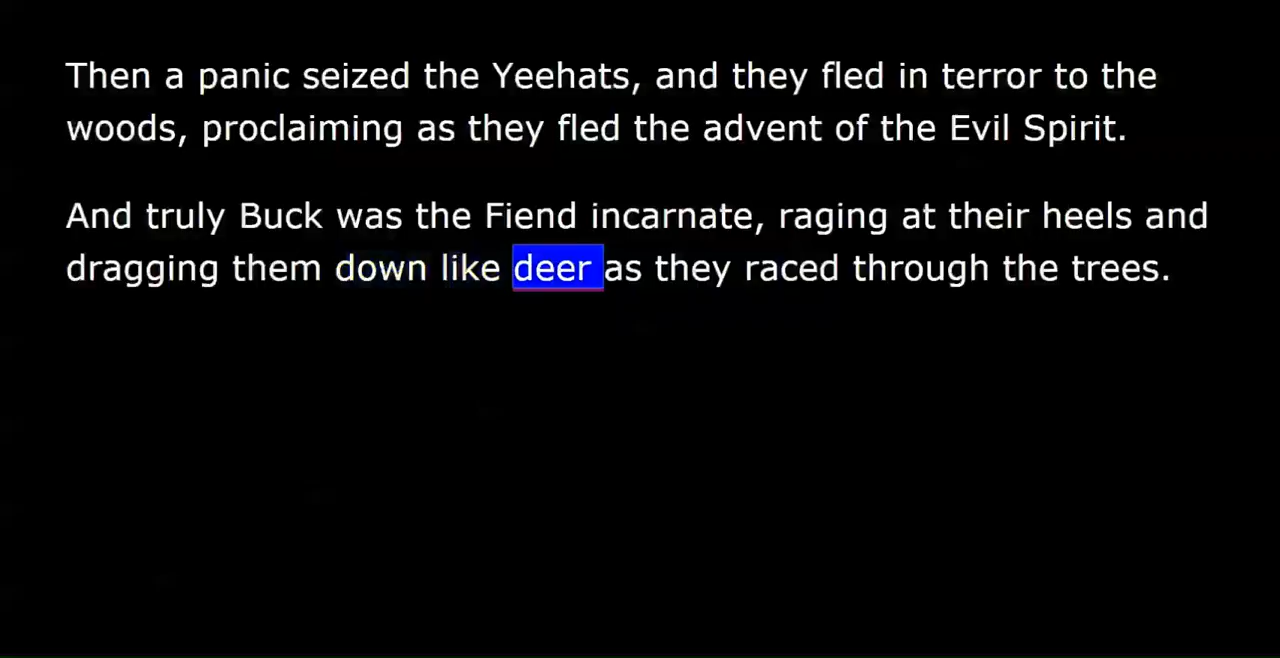 Then a panic seized the Yeehats, and they fled in terror to the
woods, proclaiming as they fled the advent of the Evil Spirit.
And truly Buck was the Fiend incarnate, raging at their heels and
dragging them down like deer as they raced through the trees.